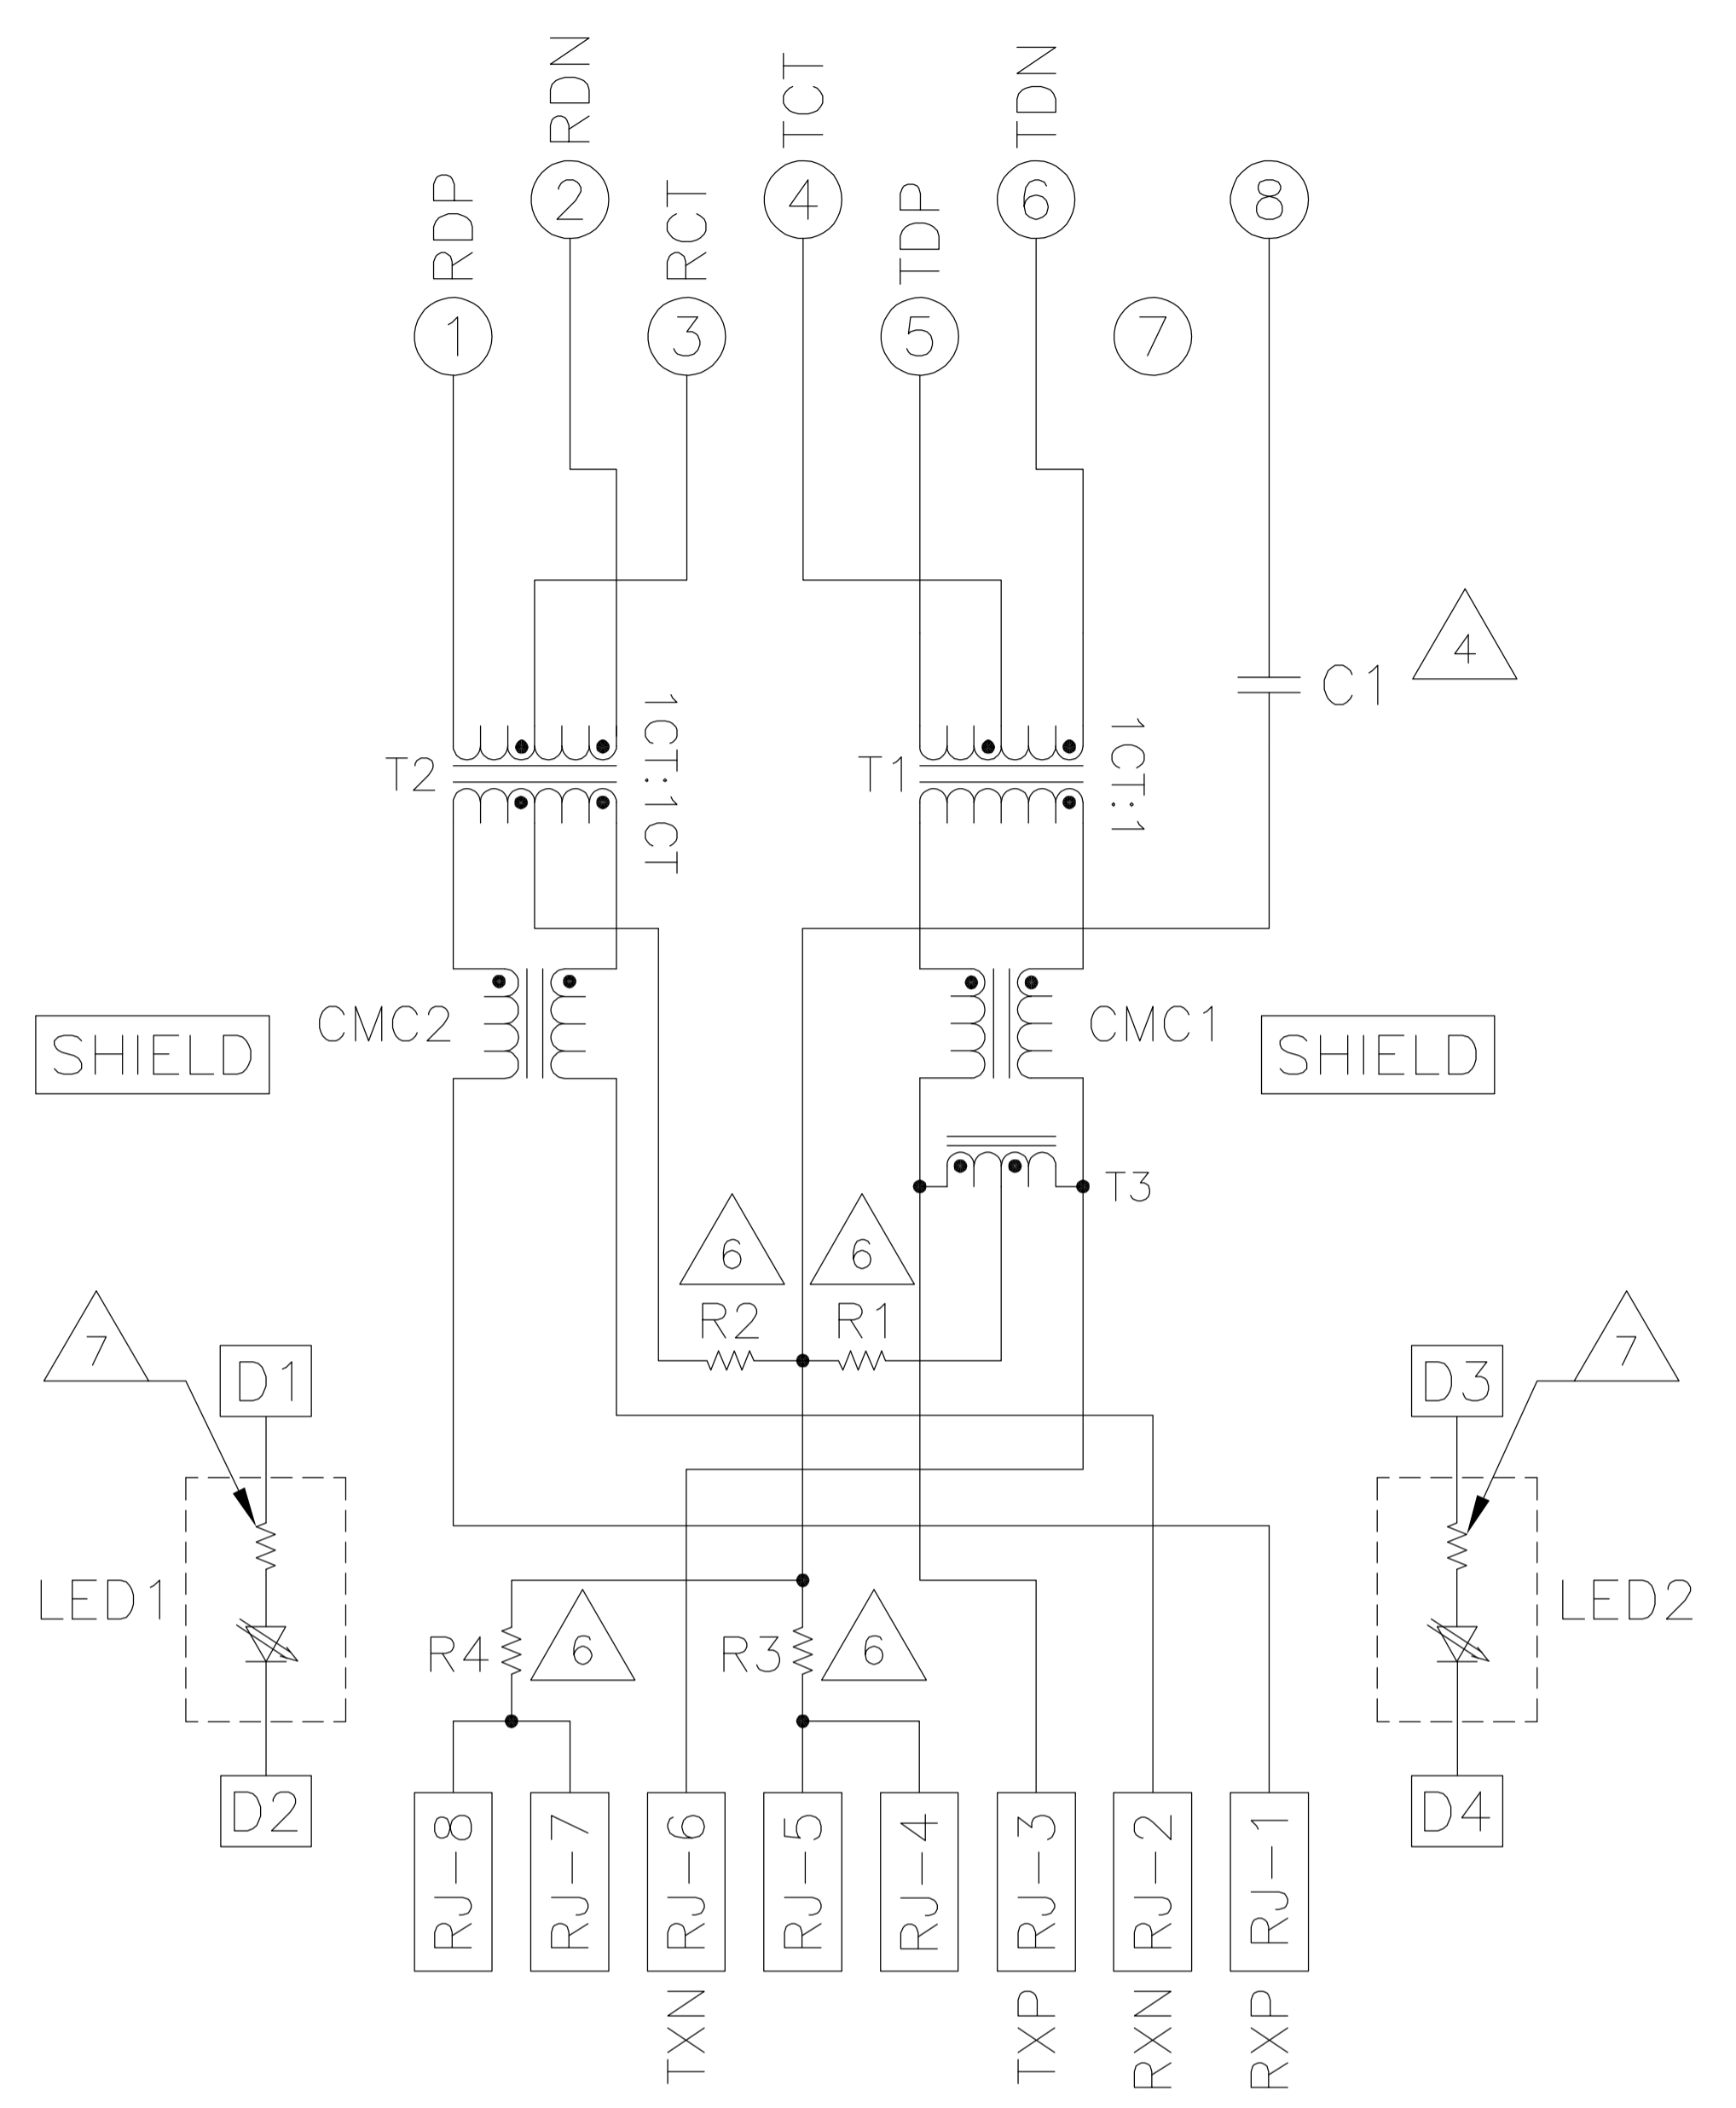 RDN
TCT
TDN
2
4
6
8
RDP
RCT
TDP
1
3
5
7
4
C1
1CT:1CT
1CT:1
T2
T1
CMC2
CMC1
SHIELD
SHIELD
T3
6
6
R2
R1
7
7
D1
D3
LED1
LED2
R4
6
R3
6
D2
D4
RJ-8
RJ-7
RJ-6
RJ-5
RJ-4
RJ-3
RJ-2
RJ-1
TXN
TXP
RXN
RXP